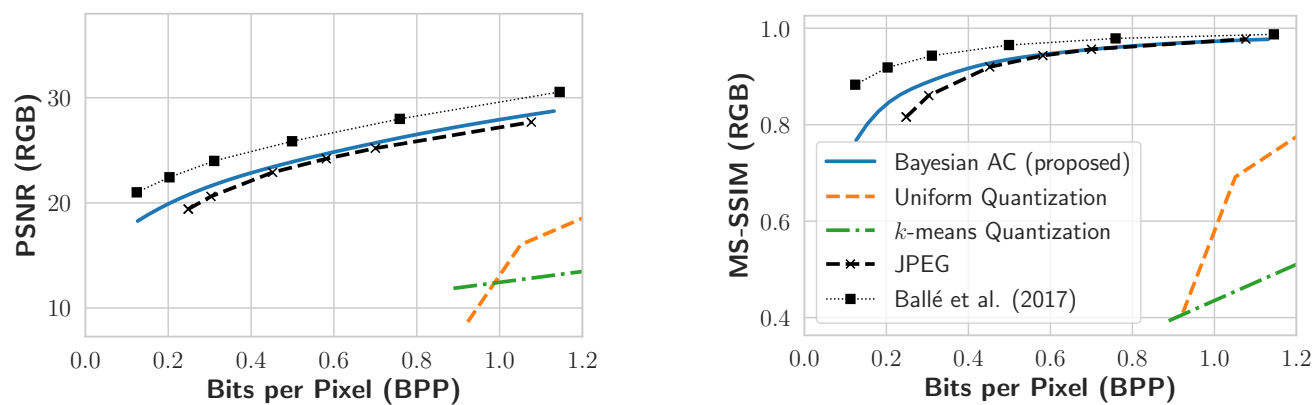 PSNR (RGB)
30
20
10
0.0 0.2 0.4 0.6 0.8 1.0 1.2
Bits per Pixel (BPP)
MS-SSIM (RGB)
1.0
0.8
0.6
0.4
Bayesian AC (proposed)
Uniform Quantization
k-means Quantization
JPEG
Ballé et al. (2017)
0.0 0.2 0.4 0.6 0.8 1.0 1.2
Bits per Pixel (BPP)